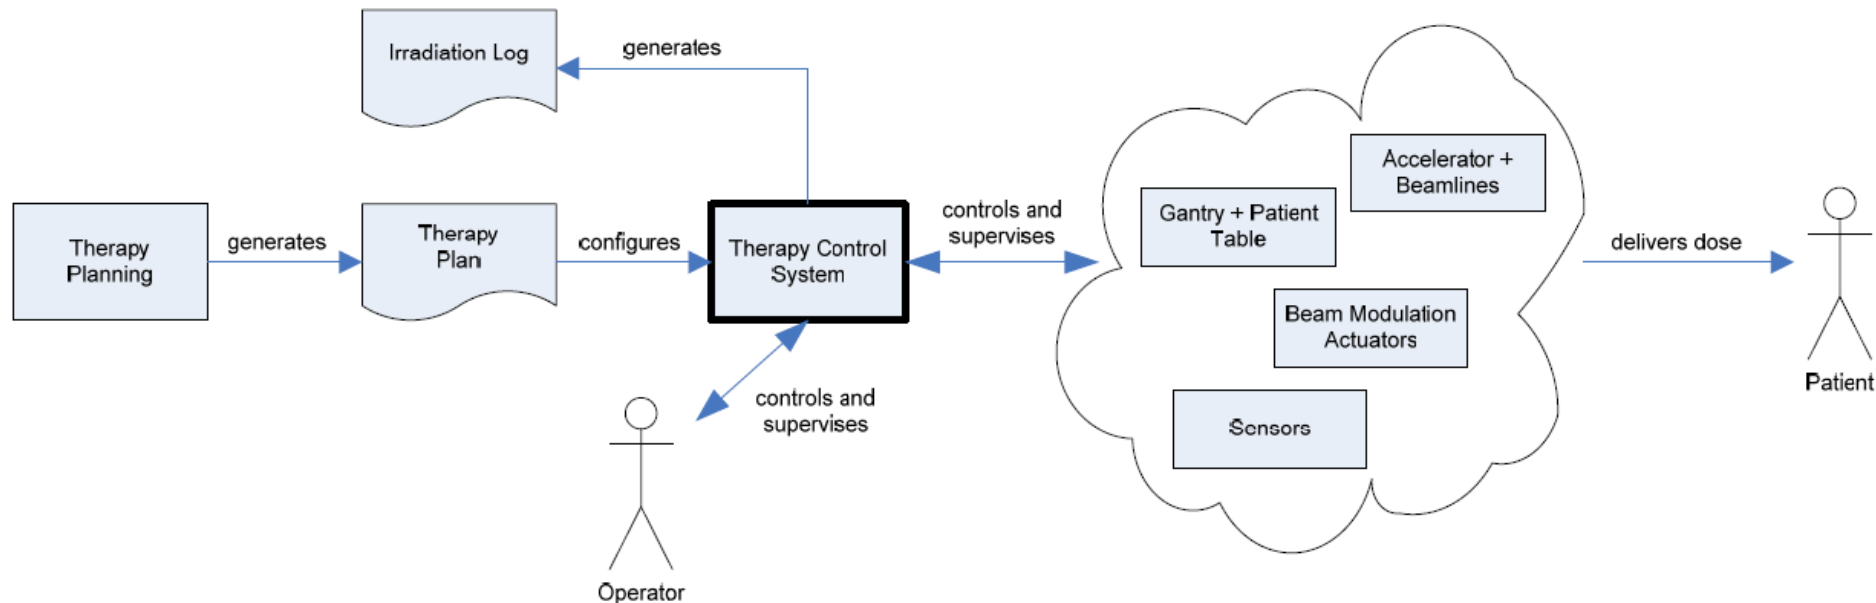 Irradiation Log
generates
Therapy
Planning
generates
Therapy
Plan
configures
Therapy Control
System
controls and
supervises
Accelerator +
Beamlines
Gantry + Patient
Table
Beam Modulation
Actuators
Sensors
delivers dose
Patient
controls and
supervises
Operator